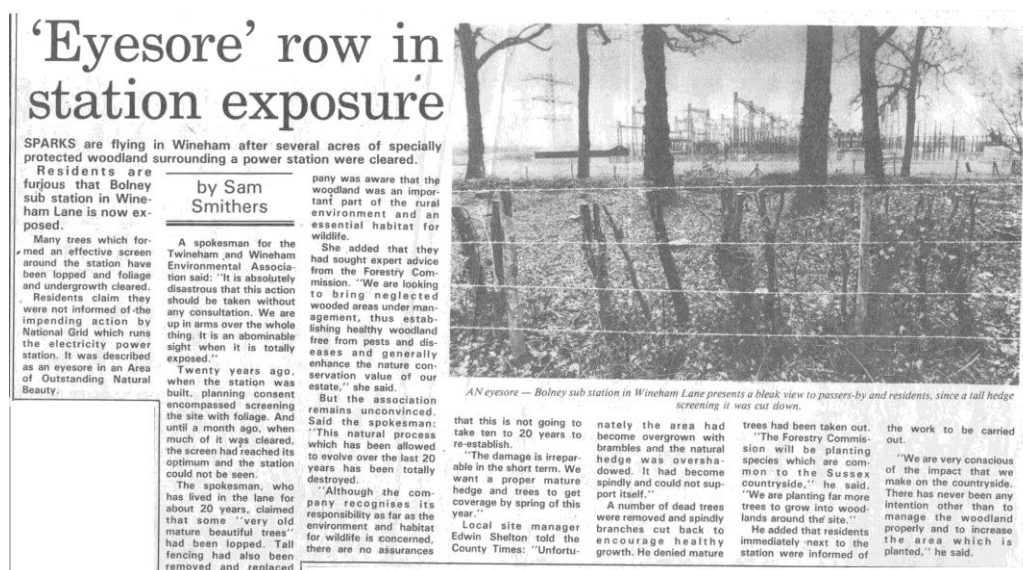 'Eyesore' row in
station exposure
SPARKS are flying in Wineham after several acres of specially
protected woodland surrounding a power station were cleared.
Residents are
furious that Bolney
sub station in Wine-
ham Lane is now ex-
posed.
Many trees which for-
med an effective screen
around the station have
been lopped and foliage
and undergrowth cleared.
Residents claim they
were not informed of the
impending action by
National Grid which runs
the electricity power
station. It was described
as an eyesore in an Area
of Outstanding Natural
Beauty.
by Sam
Smithers
A spokesman for the
Twineham and Wineham
Environmental Associa-
tion said: "It is absolutely
disastrous that this action
should be taken without
any consultation. We are
up in arms over the whole
thing. It is an abominable
sight when it is totally
exposed."
Twenty years ago,
when the station was
built, planning consent
encompassed screening
the site with foliage. And
until a month ago, when
much of it was cleared,
the screen had reached its
optimum and the station
could not be seen.
The spokesman, who
has lived in the lane for
about 20 years, claimed
that some "very old
mature beautiful trees"
had been lopped. Tall
fencing had also been
removed and replaced
pany was aware that the
woodland was an impor-
tant part of the rural
environment and an
essential habitat for
wildlife.
She added that they
had sought expert advice
from the Forestry Com-
mission. "We are looking
to bring neglected
wooded areas under man-
agement, thus estab-
lishing healthy woodland
free from pests and dis-
eases and generally
enhance the nature con-
servation value of our
estate," she said.
But the association
remains unconvinced.
Said the spokesman:
"This natural process
which has been allowed
to evolve over the last 20
years has been totally
destroyed.
"Although the com-
pany recognises its
responsibility as far as the
environment and habitat
for wildlife is concerned,
there are no assurances
AN eyesore — Bolney sub station in Wineham Lane presents a bleak view to passers-by and residents, since a tall hedge
screening it was cut down.
that this is not going to
take ten to 20 years to
re-establish.
"The damage is irrepar-
able in the short term. We
want a proper mature
hedge and trees to get
coverage by spring of this
year."
Local site manager
Edwin Shelton told the
County Times: "Unfortu-
nately the area had
become overgrown with
brambles and the natural
hedge was oversha-
dowed. It had become
spindly and could not sup-
port itself."
A number of dead trees
were removed and spindly
branches cut back to
encourage healthy
growth. He denied mature
trees had been taken out.
"The Forestry Commis-
sion will be planting
species which are com-
mon to the Sussex
countryside," he said.
"We are planting far more
trees to grow into wood-
lands around the site."
He added that residents
immediately next to the
station were informed of
the work to be carried
out.
"We are very conscious
of the impact that we
make on the countryside.
There has never been any
intention other than to
manage the woodland
properly and to increase
the area which is
planted," he said.